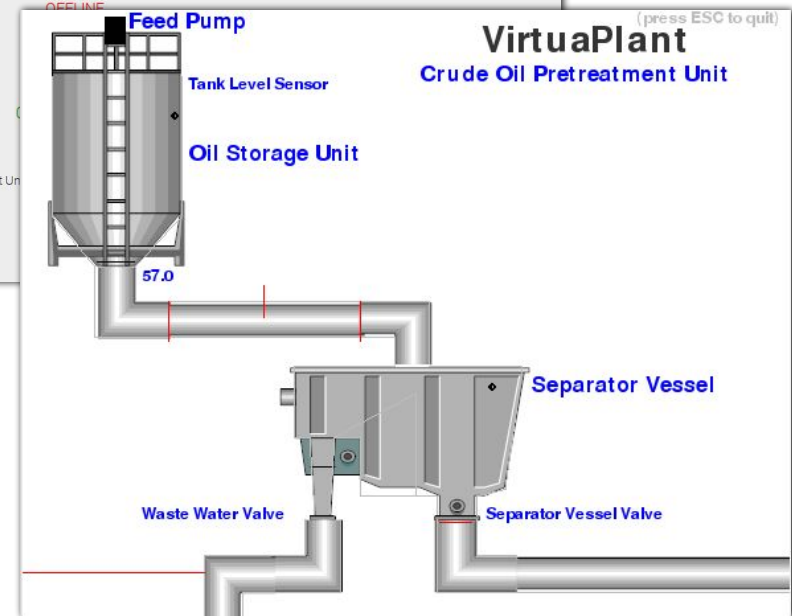 OFFLINE
(press ESC to quit)
Feed Pump
VirtuaPlant
Crude Oil Pretreatment Unit
Tank Level Sensor
Oil Storage Unit
t Un
57.0
Separator Vessel
Waste Water Valve
Separator Vessel Valve